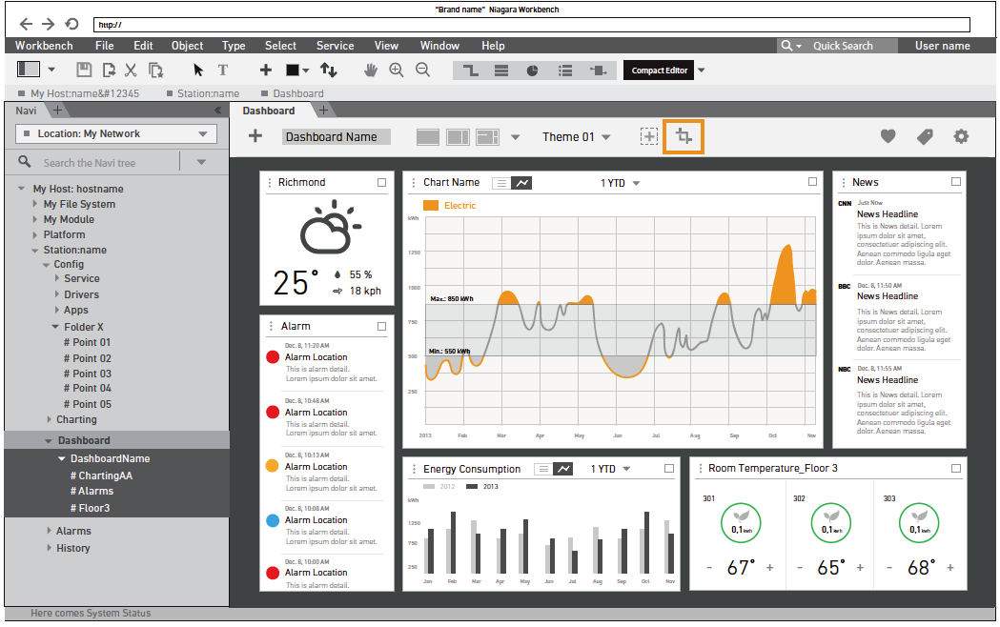 "Brand name" Niagara Workbench
http://
Workbench File Edit Object Type Select Service View Window Help Quick Search User name
T Compact Editor
My Host:name&#12345 Station:name Dashboard
Navi
Location: My Network
Search the Navi tree
My Host: hostname
My File System
My Module
Platform
Station:name
Config
Service
Drivers
Apps
Folder X
# Point 01
# Point 02
# Point 03
# Point 04
# Point 05
Charting
Dashboard
DashboardName
# ChartingAA
# Alarms
# Floor3
Alarms
History
Dashboard
Dashboard Name Theme 01
Richmond
25°
55 %
18 kph
Alarm
Dec. 8, 11:20 AM
Alarm Location
This is alarm detail.
Lorem ipsum dolor sit.
Dec. 8, 10:48 AM
Alarm Location
This is alarm detail.
Lorem ipsum dolor sit amet.
Dec. 8, 10:13 AM
Alarm Location
This is alarm detail.
Lorem ipsum dolor sit amet.
Dec. 8, 10:08 AM
Alarm Location
This is alarm detail.
Lorem ipsum dolor sit amet.
Dec. 8, 10:00 AM
Alarm Location
This is alarm detail.
Chart Name 1 YTD
Electric
kWh
1250
1000
Max.: 850 kWh
750
Min.: 550 kWh
500
250
2013 Feb Mar Apr May Jun Jul Aug Sep Oct Nov
News
CNN Just Now
News Headline
This is News detail. Lorem
ipsum dolor sit amet,
consectetuer adipiscing elit.
Aenean commodo ligula eget
dolor. Aenean massa.
BBC Dec. 8, 11:50 AM
News Headline
This is News detail. Lorem
ipsum dolor sit amet,
consectetuer adipiscing elit.
Aenean commodo ligula eget
dolor. Aenean massa.
NBC Dec. 8, 11:55 AM
News Headline
This is News detail. Lorem
ipsum dolor sit amet,
consectetuer adipiscing elit.
Aenean commodo ligula eget
dolor. Aenean massa.
Energy Consumption 1 YTD
2012 2013
kWh
1250
750
250
Jan Feb Mar Apr May Jun Jul Aug Sep Oct Nov
Room Temperature_Floor 3
301 302 303
0,1 kwh 0,1 kwh 0,1 kwh
- 67° + - 65° + - 68° +
Here comes System Status